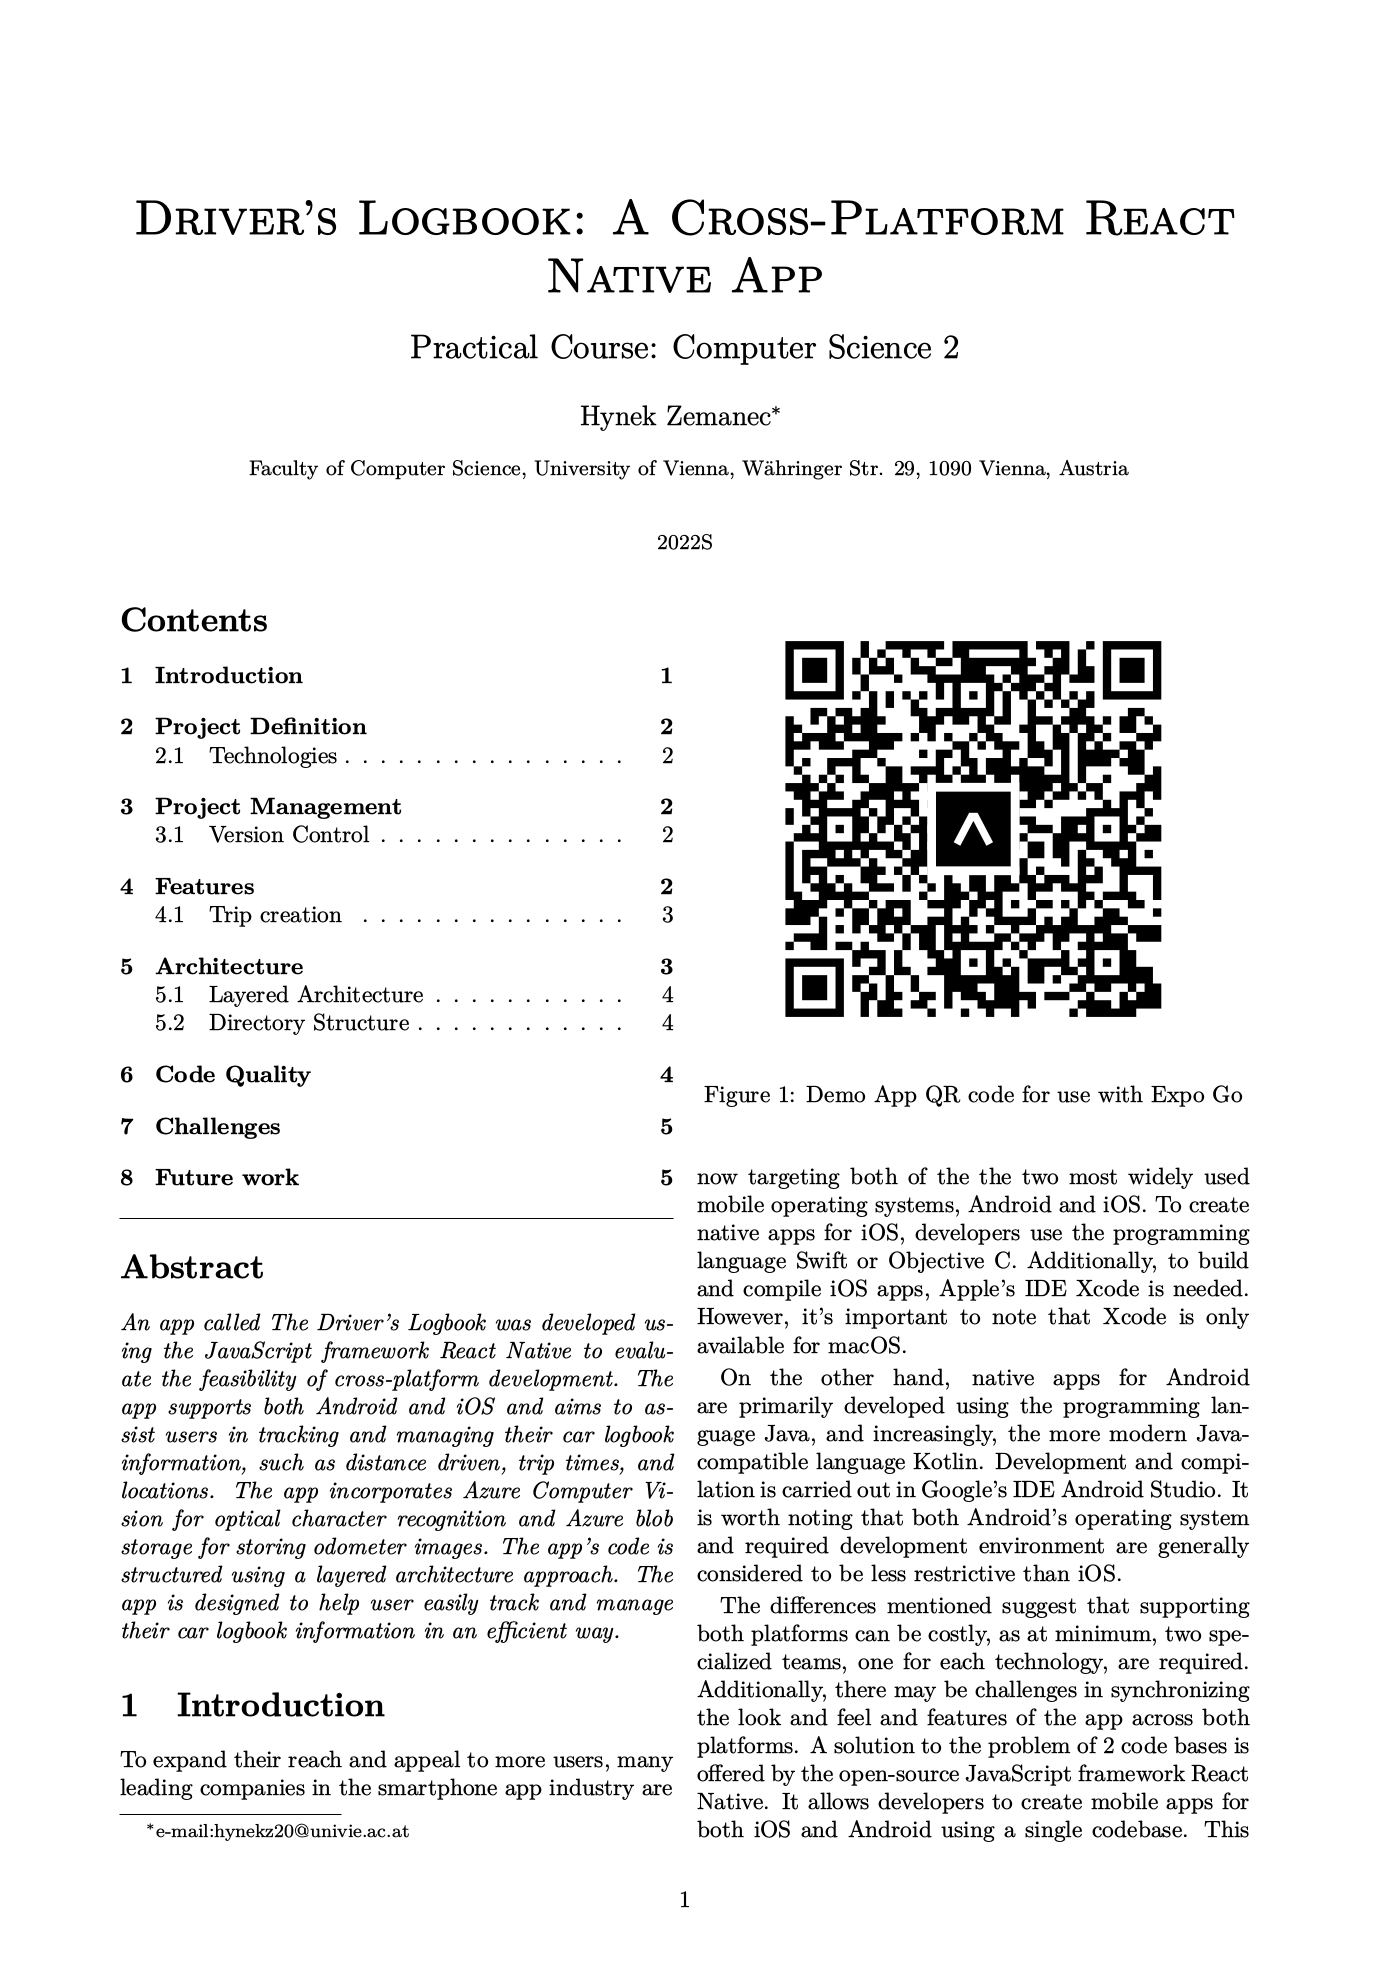 DRIVER'S LOGBOOK: A CROSS-PLATFORM REACT
NATIVE APP
Practical Course: Computer Science 2
Hynek Zemanec*
Faculty of Computer Science, University of Vienna, Währinger Str. 29, 1090 Vienna, Austria
2022S
Contents
1 Introduction 1
2 Project Definition 2
2.1 Technologies . . . . . . . . . . . . . . . . 2
3 Project Management 2
3.1 Version Control . . . . . . . . . . . . . . 2
4 Features 2
4.1 Trip creation . . . . . . . . . . . . . . . 3
5 Architecture 3
5.1 Layered Architecture . . . . . . . . . . . 4
5.2 Directory Structure . . . . . . . . . . . . 4
6 Code Quality 4
7 Challenges 5
8 Future work 5
Abstract
An app called The Driver's Logbook was developed us-
ing the JavaScript framework React Native to evalu-
ate the feasibility of cross-platform development. The
app supports both Android and iOS and aims to as-
sist users in tracking and managing their car logbook
information, such as distance driven, trip times, and
locations. The app incorporates Azure Computer Vi-
sion for optical character recognition and Azure blob
storage for storing odometer images. The app's code is
structured using a layered architecture approach. The
app is designed to help user easily track and manage
their car logbook information in an efficient way.
1 Introduction
To expand their reach and appeal to more users, many
leading companies in the smartphone app industry are
*e-mail:hynekz20@univie.ac.at
Figure 1: Demo App QR code for use with Expo Go
now targeting both of the the two most widely used
mobile operating systems, Android and iOS. To create
native apps for iOS, developers use the programming
language Swift or Objective C. Additionally, to build
and compile iOS apps, Apple's IDE Xcode is needed.
However, it's important to note that Xcode is only
available for macOS.
On the other hand, native apps for Android
are primarily developed using the programming lan-
guage Java, and increasingly, the more modern Java-
compatible language Kotlin. Development and compi-
lation is carried out in Google's IDE Android Studio. It
is worth noting that both Android's operating system
and required development environment are generally
considered to be less restrictive than iOS.
The differences mentioned suggest that supporting
both platforms can be costly, as at minimum, two spe-
cialized teams, one for each technology, are required.
Additionally, there may be challenges in synchronizing
the look and feel and features of the app across both
platforms. A solution to the problem of 2 code bases is
offered by the open-source JavaScript framework React
Native. It allows developers to create mobile apps for
both iOS and Android using a single codebase. This
1